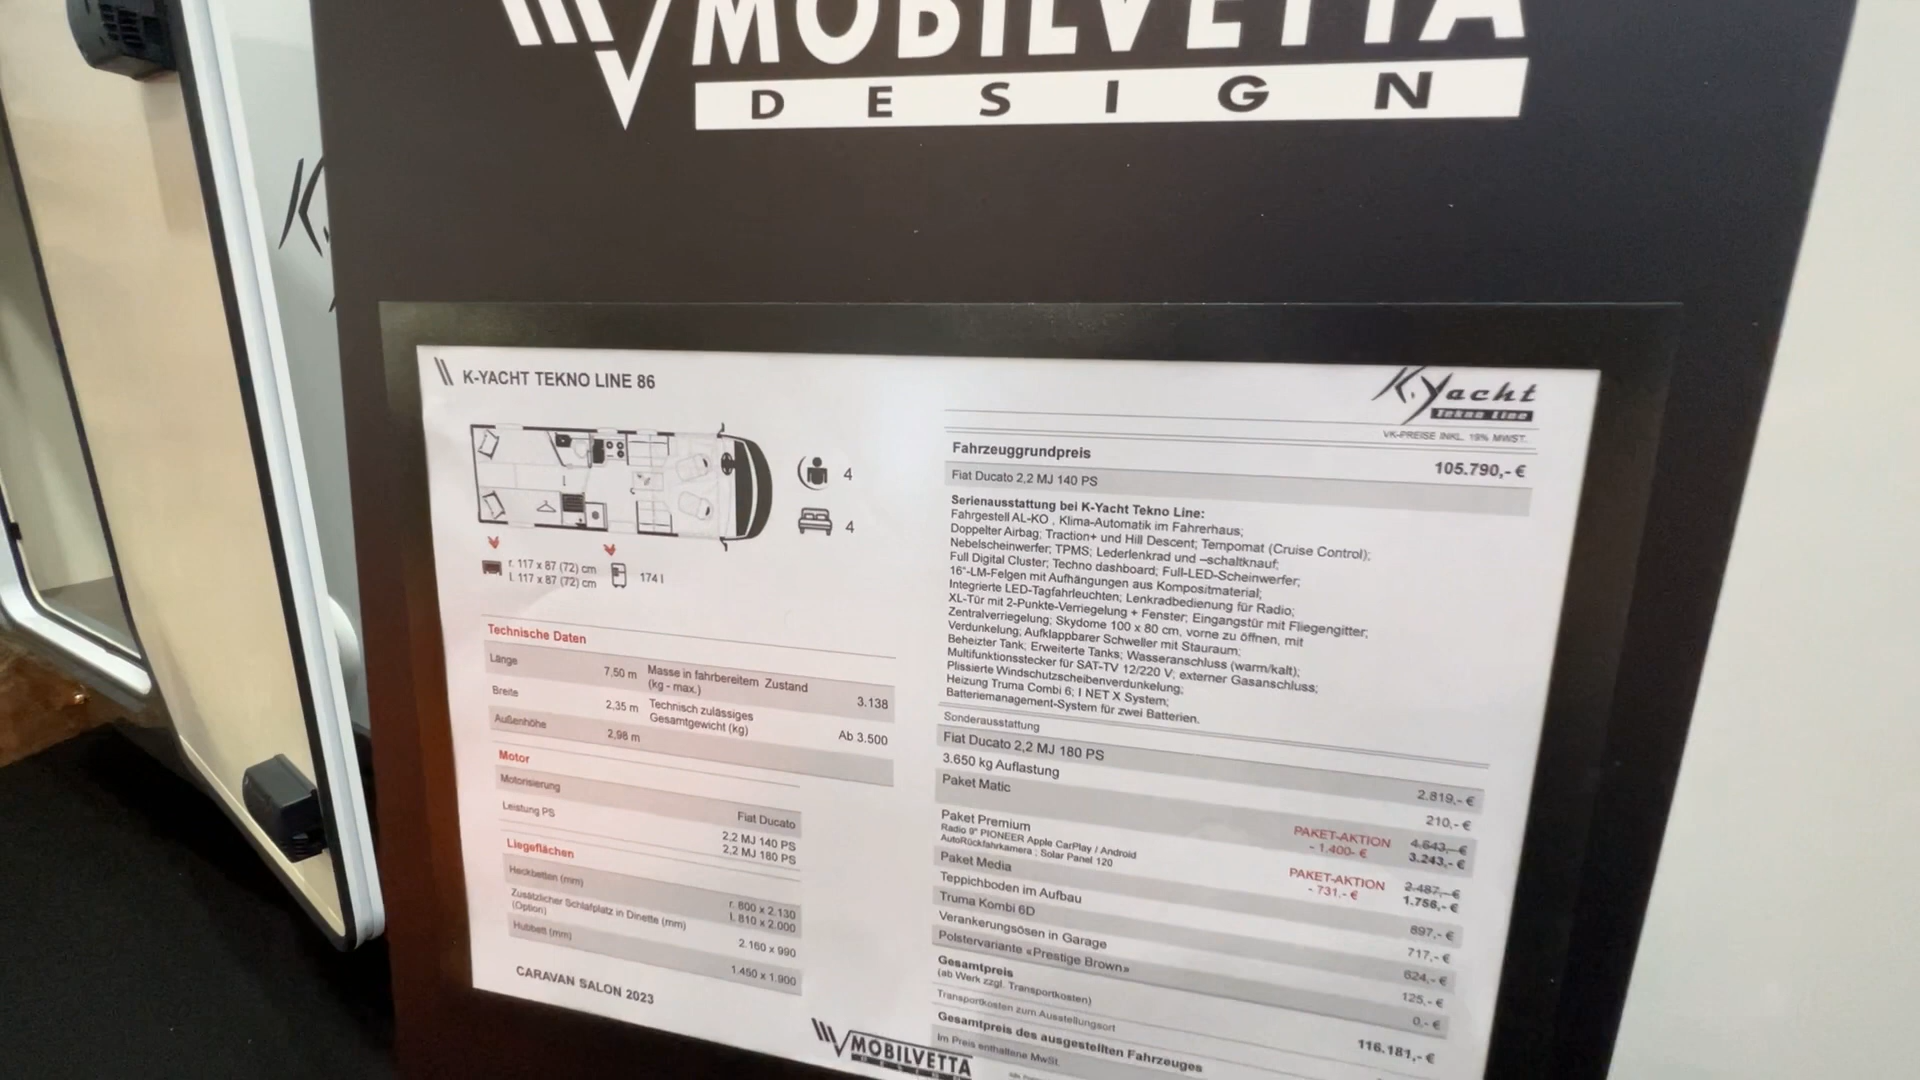 MOBILVETTA
DESIGN
K.
K-YACHT TEKNO LINE 86
K.Yacht
Tekno Line
VK-PREISE INKL. 19% MWST.
4
4
r. 117 x 87 (72) cm
l. 117 x 87 (72) cm
174 l
Technische Daten
Länge 7,50 m Masse in fahrbereitem Zustand
(kg - max.) 3.138
Breite 2,35 m Technisch zulässiges
Gesamtgewicht (kg) Ab 3.500
Außenhöhe 2,98 m
Motor
Motorisierung Fiat Ducato
Leistung PS 2,2 MJ 140 PS
2,2 MJ 180 PS
Liegeflächen
Heckbetten (mm) r. 800 x 2.130
l. 810 x 2.000
Zusätzlicher Schlafplatz in Dinette (mm)
(Option) 2.160 x 990
Hubbett (mm) 1.450 x 1.900
CARAVAN SALON 2023
Fahrzeuggrundpreis 105.790,- €
Fiat Ducato 2,2 MJ 140 PS
Serienausstattung bei K-Yacht Tekno Line:
Fahrgestell AL-KO , Klima-Automatik im Fahrerhaus;
Doppelter Airbag; Traction+ und Hill Descent; Tempomat (Cruise Control);
Nebelscheinwerfer; TPMS; Lederlenkrad und –schaltknauf;
Full Digital Cluster; Techno dashboard; Full-LED-Scheinwerfer;
16"-LM-Felgen mit Aufhängungen aus Kompositmaterial;
Integrierte LED-Tagfahrleuchten; Lenkradbedienung für Radio;
XL-Tür mit 2-Punkte-Verriegelung + Fenster; Eingangstür mit Fliegengitter;
Zentralverriegelung; Skydome 100 x 80 cm, vorne zu öffnen, mit
Verdunkelung; Aufklappbarer Schweller mit Stauraum;
Beheizter Tank; Erweiterte Tanks; Wasseranschluss (warm/kalt);
Multifunktionsstecker für SAT-TV 12/220 V; externer Gasanschluss;
Plissierte Windschutzscheibenverdunkelung;
Heizung Truma Combi 6; I NET X System;
Batteriemanagement-System für zwei Batterien.
Sonderausstattung
Fiat Ducato 2,2 MJ 180 PS 2.819,- €
3.650 kg Auflastung 210,- €
Paket Matic PAKET-AKTION 4.643,- €
- 1.400- € 3.243,- €
Paket Premium
Radio 9" PIONEER Apple CarPlay / Android
AutoRückfahrkamera ; Solar Panel 120
PAKET-AKTION 2.487,- €
- 731,- € 1.756,- €
Paket Media 897,- €
Teppichboden im Aufbau 717,- €
Truma Kombi 6D 624,- €
Verankerungsösen in Garage 125,- €
Polstervariante «Prestige Brown» 0,- €
Gesamtpreis 116.181,- €
(ab Werk zzgl. Transportkosten)
Transportkosten zum Ausstellungsort
Gesamtpreis des ausgestellten Fahrzeuges
Im Preis enthaltene MwSt.
MOBILVETTA
DESIGN